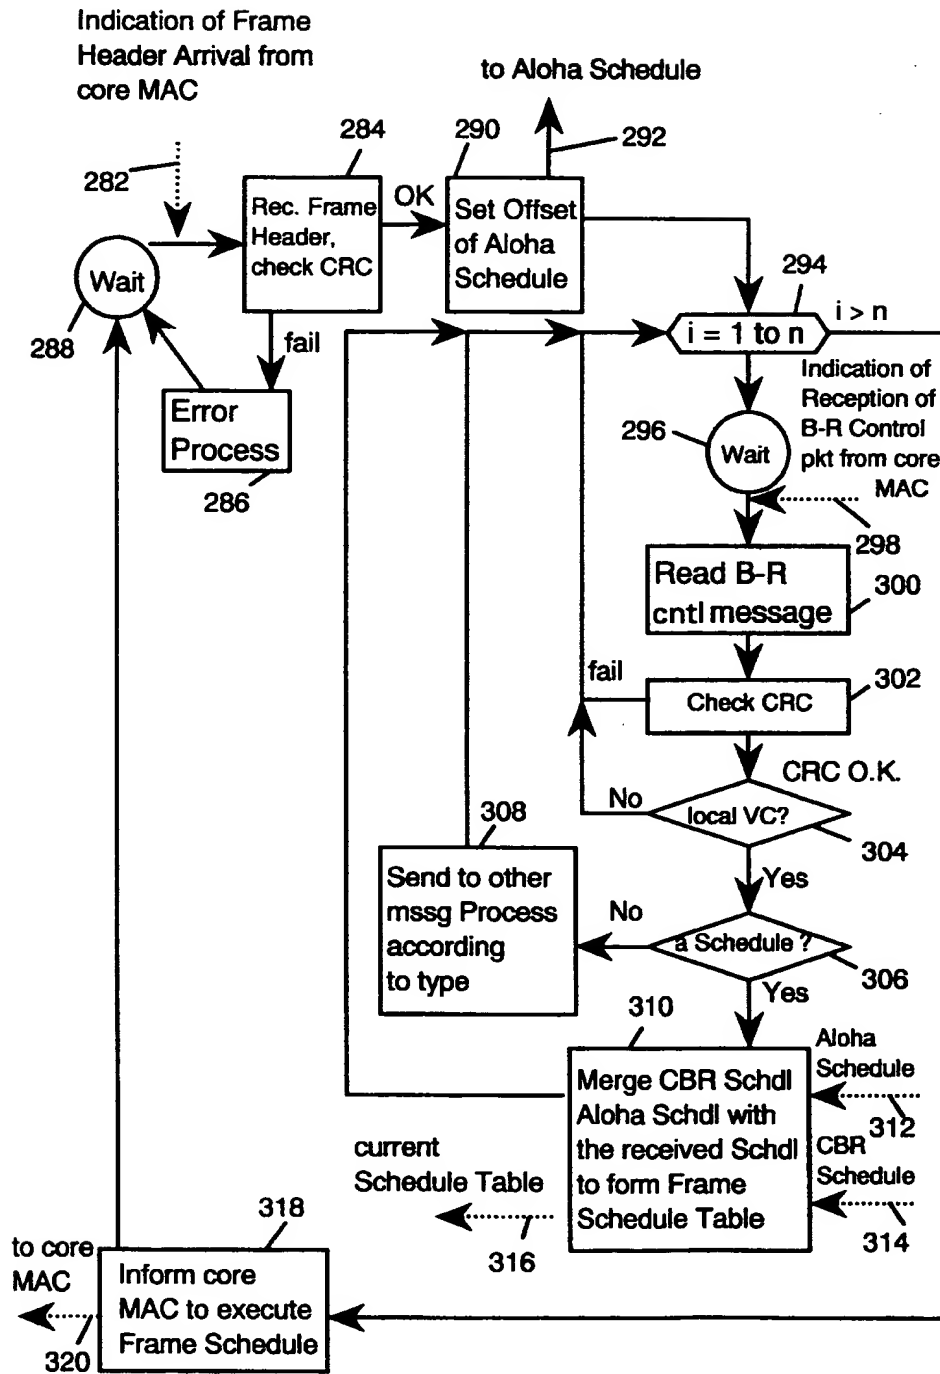 Indication of Frame
Header Arrival from
core MAC
to Aloha Schedule
284
290
292
282
OK
Rec. Frame
Header,
check CRC
Set Offset
of Aloha
Schedule
Wait
294
288
fail
i = 1 to n
i > n
Error
Process
286
Indication of
Reception of
B-R Control
pkt from core
MAC
296
Wait
298
Read B-R
cntl message
300
fail
302
Check CRC
CRC O.K.
No
local VC?
304
308
Yes
Send to other
mssg Process
according
to type
No
a Schedule ?
306
Yes
310
Aloha
Schedule
Merge CBR Schdl
Aloha Schdl with
the received Schdl
to form Frame
Schedule Table
312
CBR
Schedule
314
current
Schedule Table
316
318
to core
MAC
Inform core
MAC to execute
Frame Schedule
320